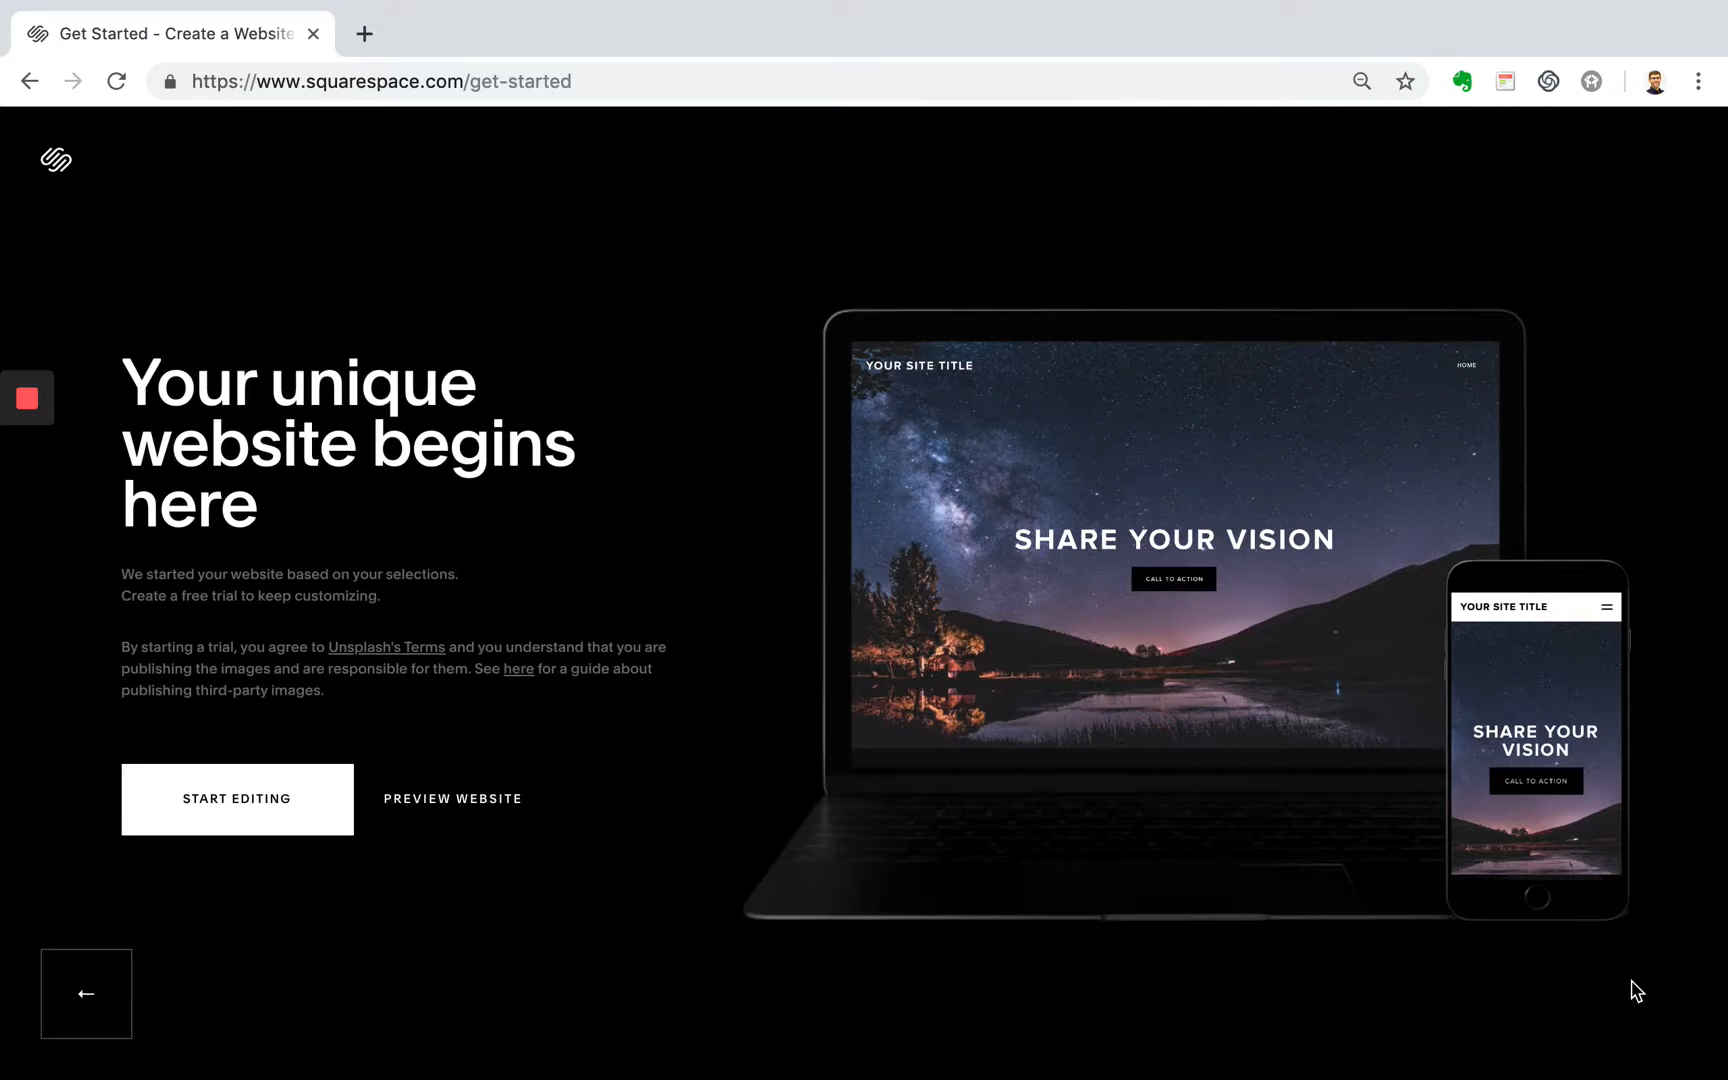 Get Started - Create a Website
https://www.squarespace.com/get-started
Your unique
website begins
here
We started your website based on your selections.
Create a free trial to keep customizing.
By starting a trial, you agree to Unsplash's Terms and you understand that you are
publishing the images and are responsible for them. See here for a guide about
publishing third-party images.
START EDITING
PREVIEW WEBSITE
YOUR SITE TITLE
HOME
SHARE YOUR VISION
CALL TO ACTION
YOUR SITE TITLE
SHARE YOUR
VISION
CALL TO ACTION